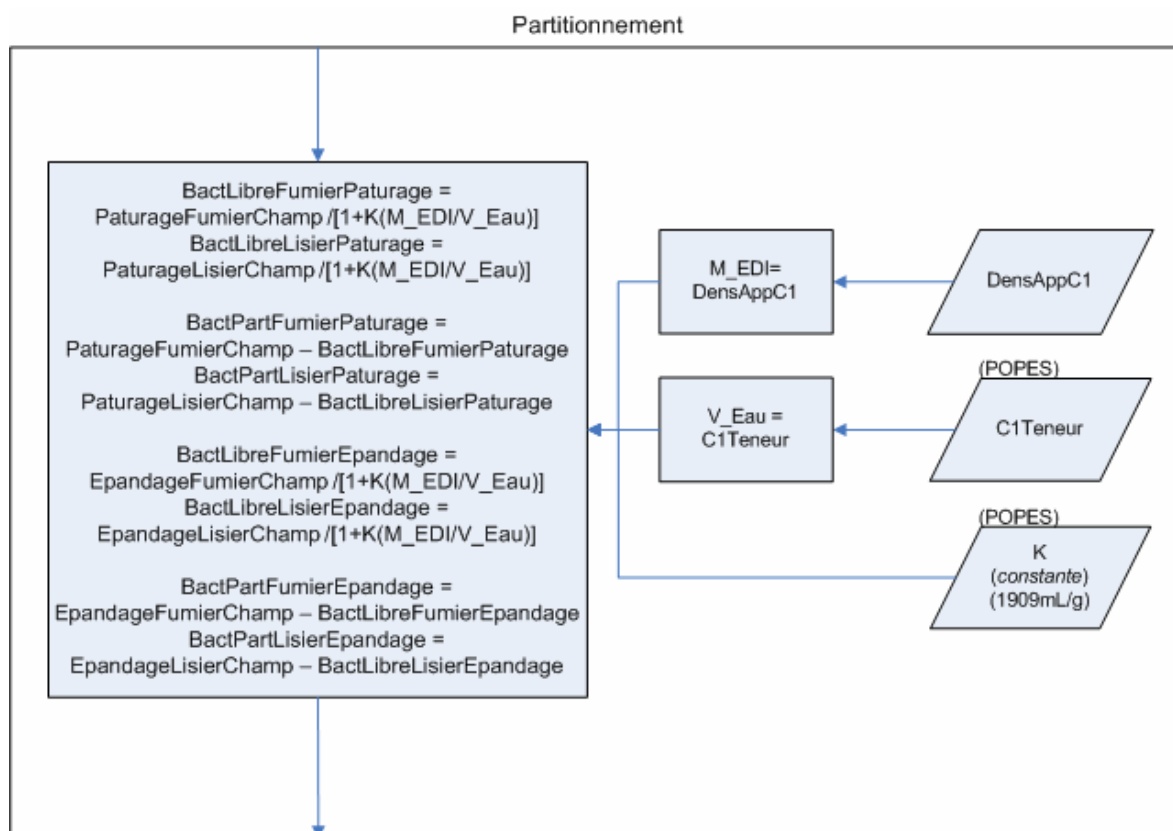 Partitionnement
BactLibreFumierPaturage =
PaturageFumierChamp /[1+K(M_EDI/V_Eau)]
BactLibreLisierPaturage =
PaturageLisierChamp /[1+K(M_EDI/V_Eau)]
BactPartFumierPaturage =
PaturageFumierChamp – BactLibreFumierPaturage
BactPartLisierPaturage =
PaturageLisierChamp – BactLibreLisierPaturage
BactLibreFumierEpandage =
EpandageFumierChamp /[1+K(M_EDI/V_Eau)]
BactLibreLisierEpandage =
EpandageLisierChamp /[1+K(M_EDI/V_Eau)]
BactPartFumierEpandage =
EpandageFumierChamp – BactLibreFumierEpandage
BactPartLisierEpandage =
EpandageLisierChamp – BactLibreLisierEpandage
M_EDI=
DensAppC1
DensAppC1
(POPES)
V_Eau =
C1Teneur
C1Teneur
(POPES)
K
(constante)
(1909mL/g)